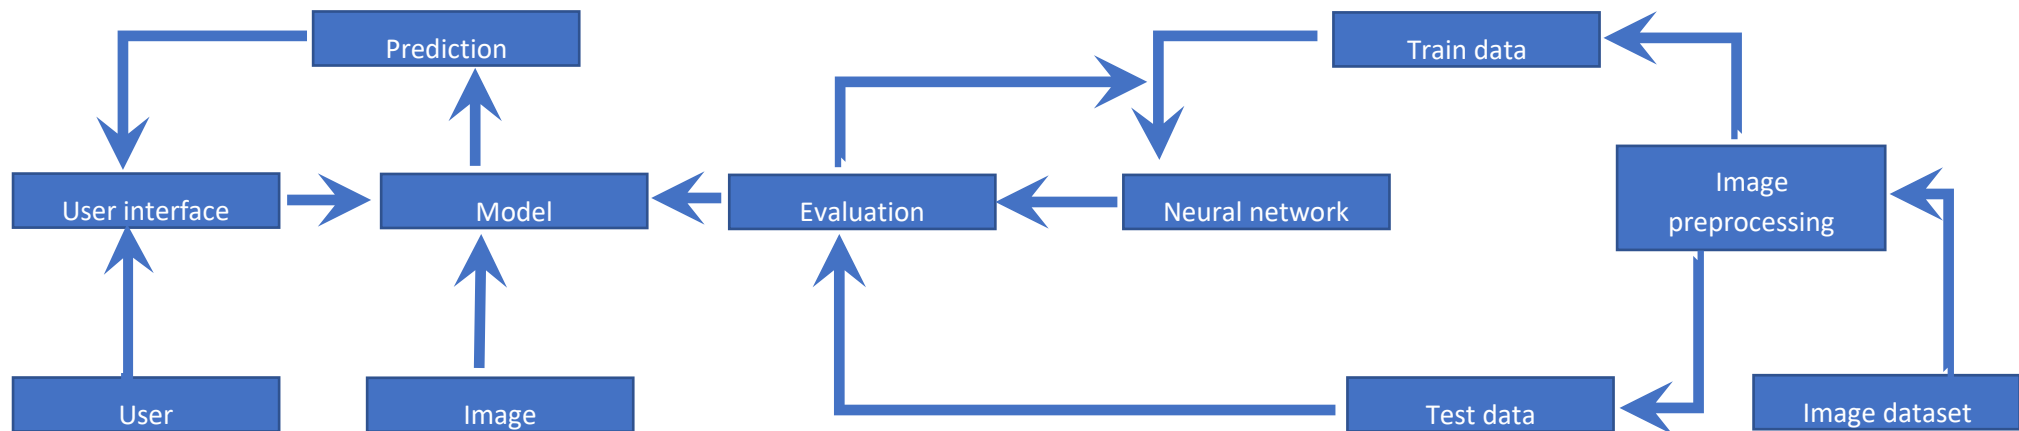 Prediction
Train data
User interface
Model
Evaluation
Neural network
Image
preprocessing
User
Image
Test data
Image dataset